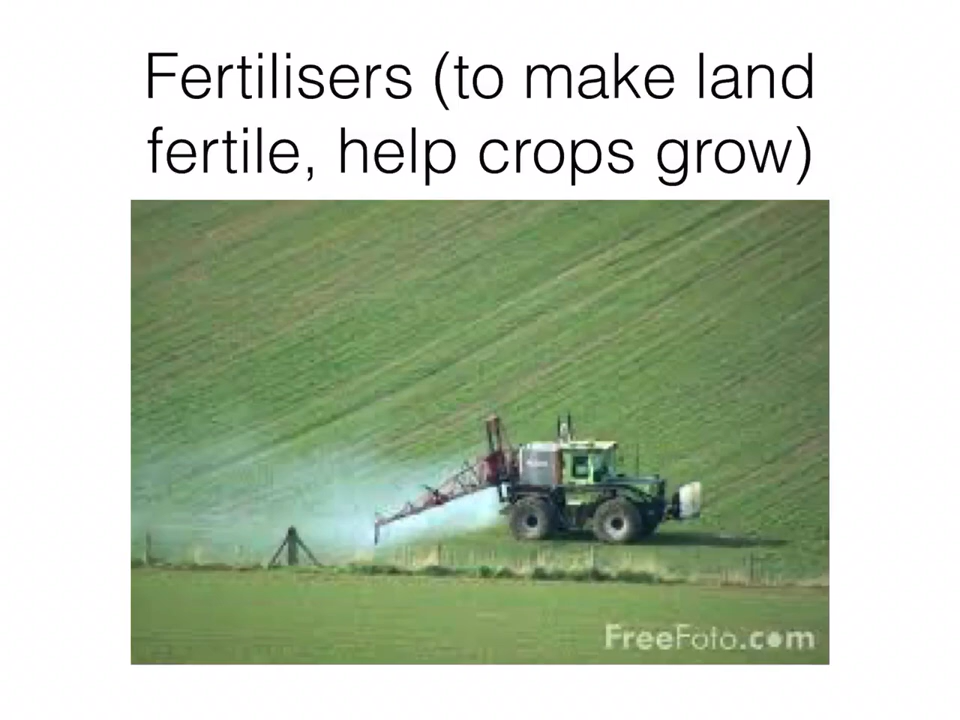 Fertilisers (to make land
fertile, help crops grow)
FreeFoto.com